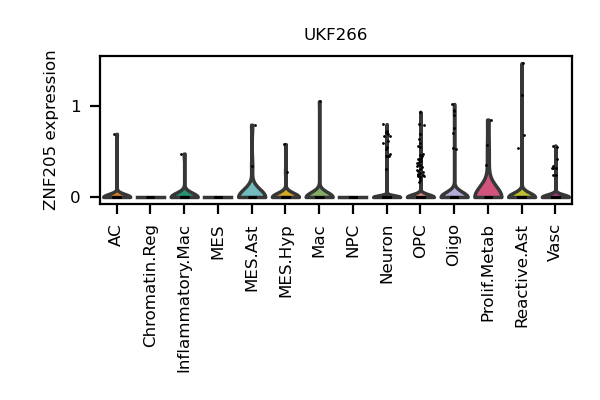 UKF266
ZNF205 expression
1
0
AC
Chromatin.Reg
Inflammatory.Mac
MES
MES.Ast
MES.Hyp
Mac
NPC
Neuron
OPC
Oligo
Prolif.Metab
Reactive.Ast
Vasc